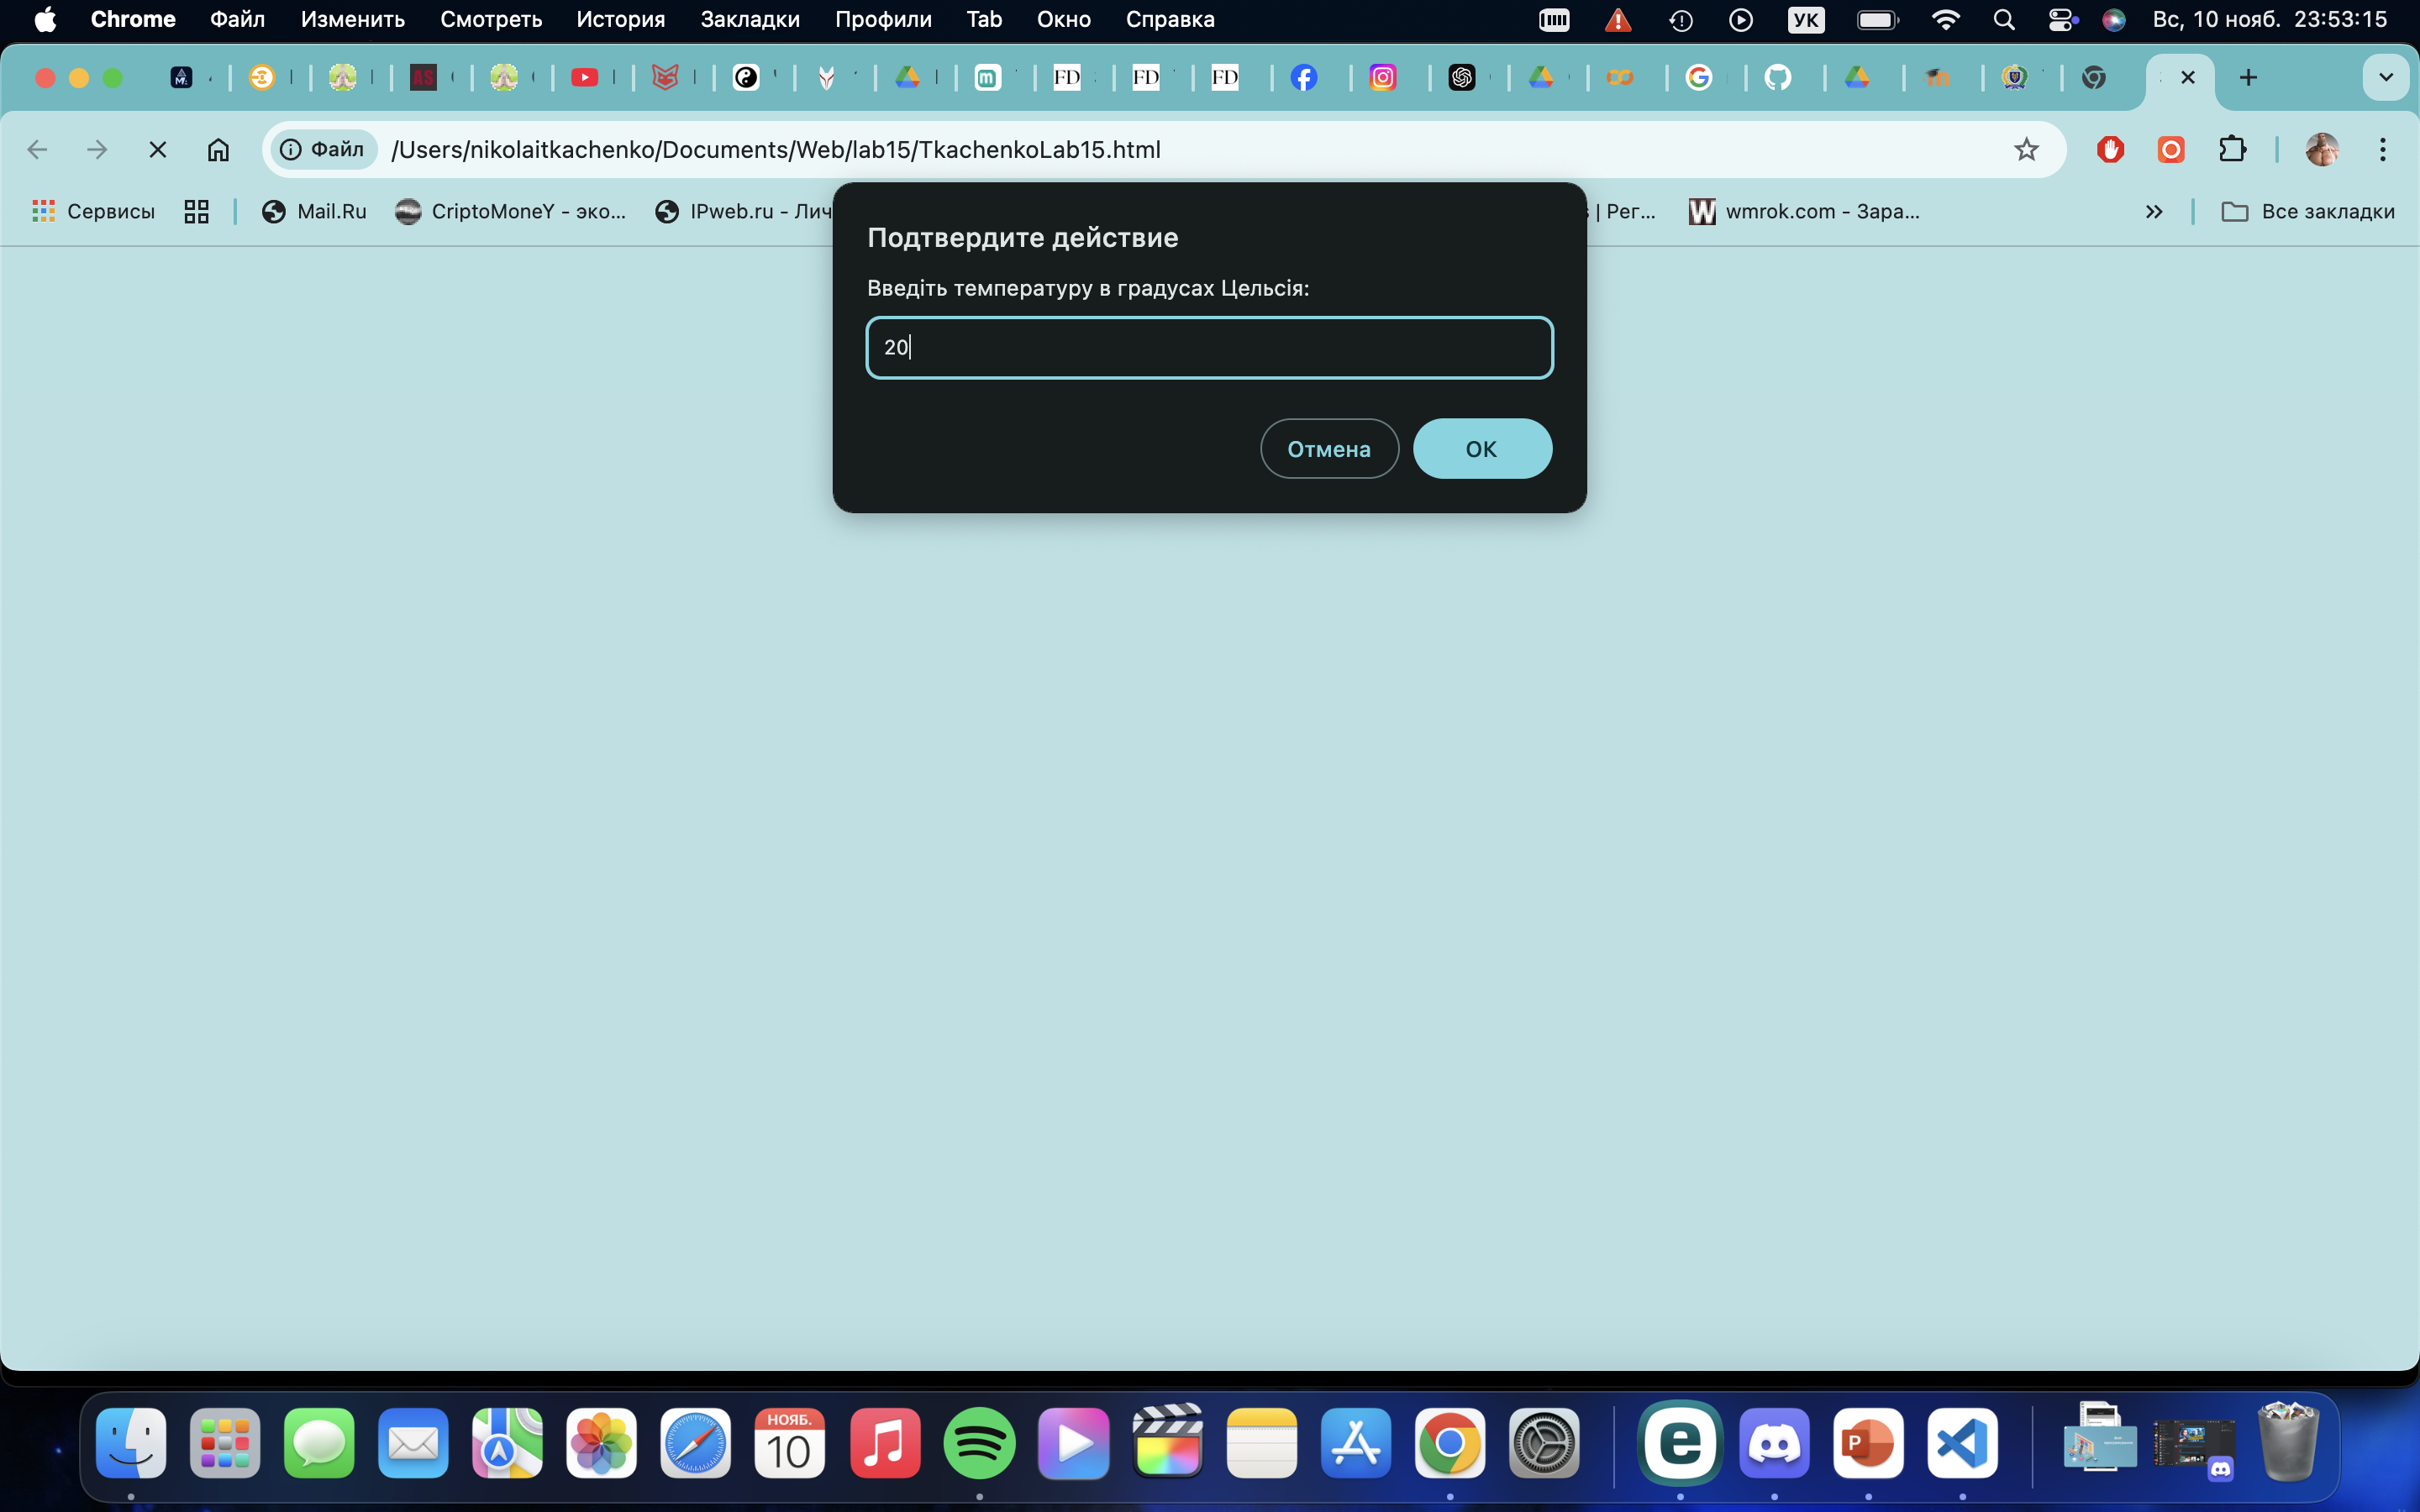 Chrome Файл Изменить Смотреть История Закладки Профили Tab Окно Справка УК Вс, 10 нояб. 23:53:15
AS FD FD FD
Файл /Users/nikolaitkachenko/Documents/Web/lab15/TkachenkoLab15.html
Сервисы Mail.Ru CriptoMoneY - эко... IPweb.ru - Лич | Рег... wmrok.com - Зара... Все закладки
Подтвердите действие
Введіть температуру в градусах Цельсія:
20
Отмена ОК
НОЯБ.
10